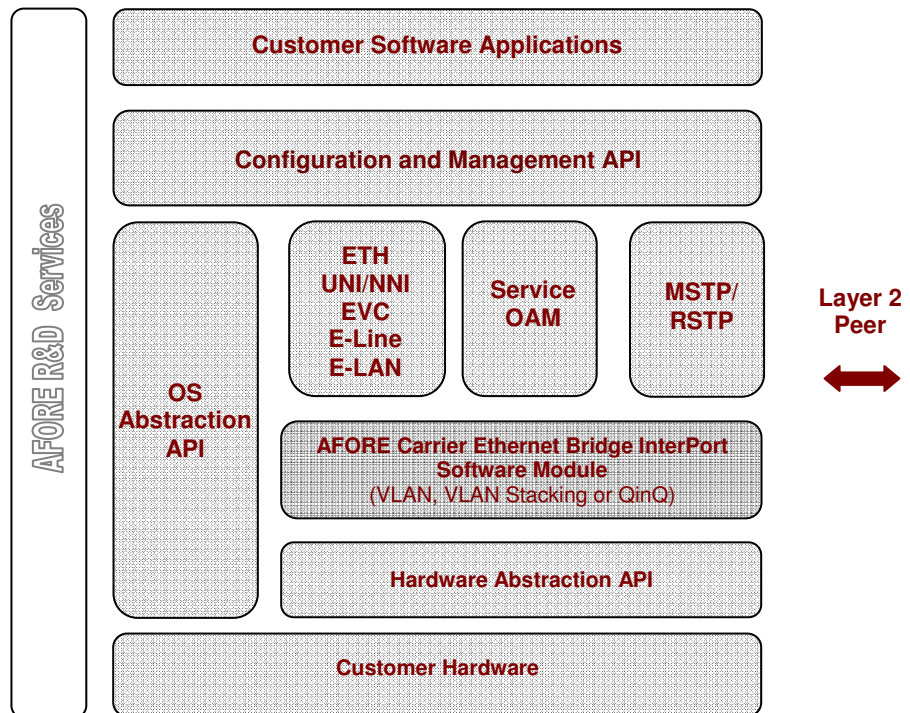 AFORE R&D Services
Customer Software Applications
Configuration and Management API
OS
Abstraction
API
ETH
UNI/NNI
EVC
E-Line
E-LAN
Service
OAM
MSTP/
RSTP
Layer 2
Peer
AFORE Carrier Ethernet Bridge InterPort
Software Module
(VLAN, VLAN Stacking or QinQ)
Hardware Abstraction API
Customer Hardware